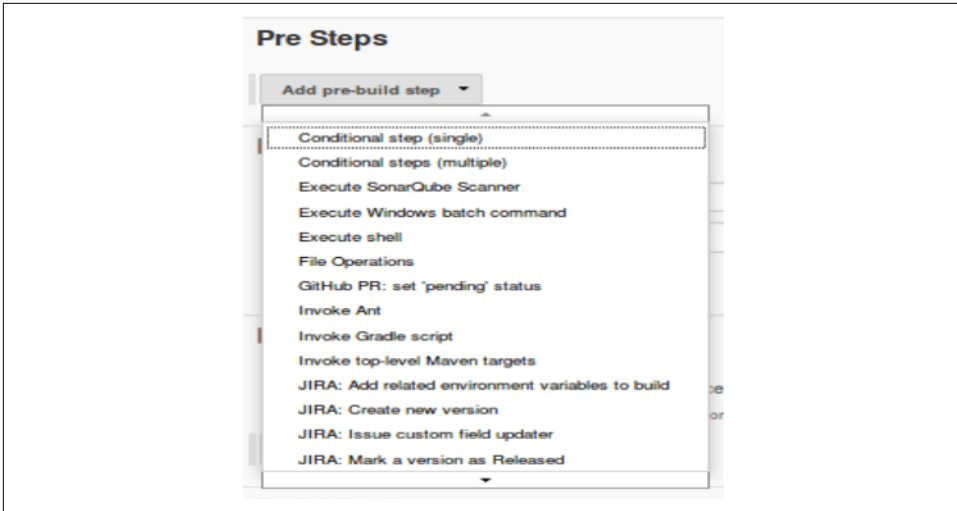 Pre Steps
Add pre-build step
Conditional step (single)
Conditional steps (multiple)
Execute SonarQube Scanner
Execute Windows batch command
Execute shell
File Operations
GitHub PR: set 'pending' status
Invoke Ant
Invoke Gradle script
Invoke top-level Maven targets
JIRA: Add related environment variables to build
JIRA: Create new version
JIRA: Issue custom field updater
JIRA: Mark a version as Released